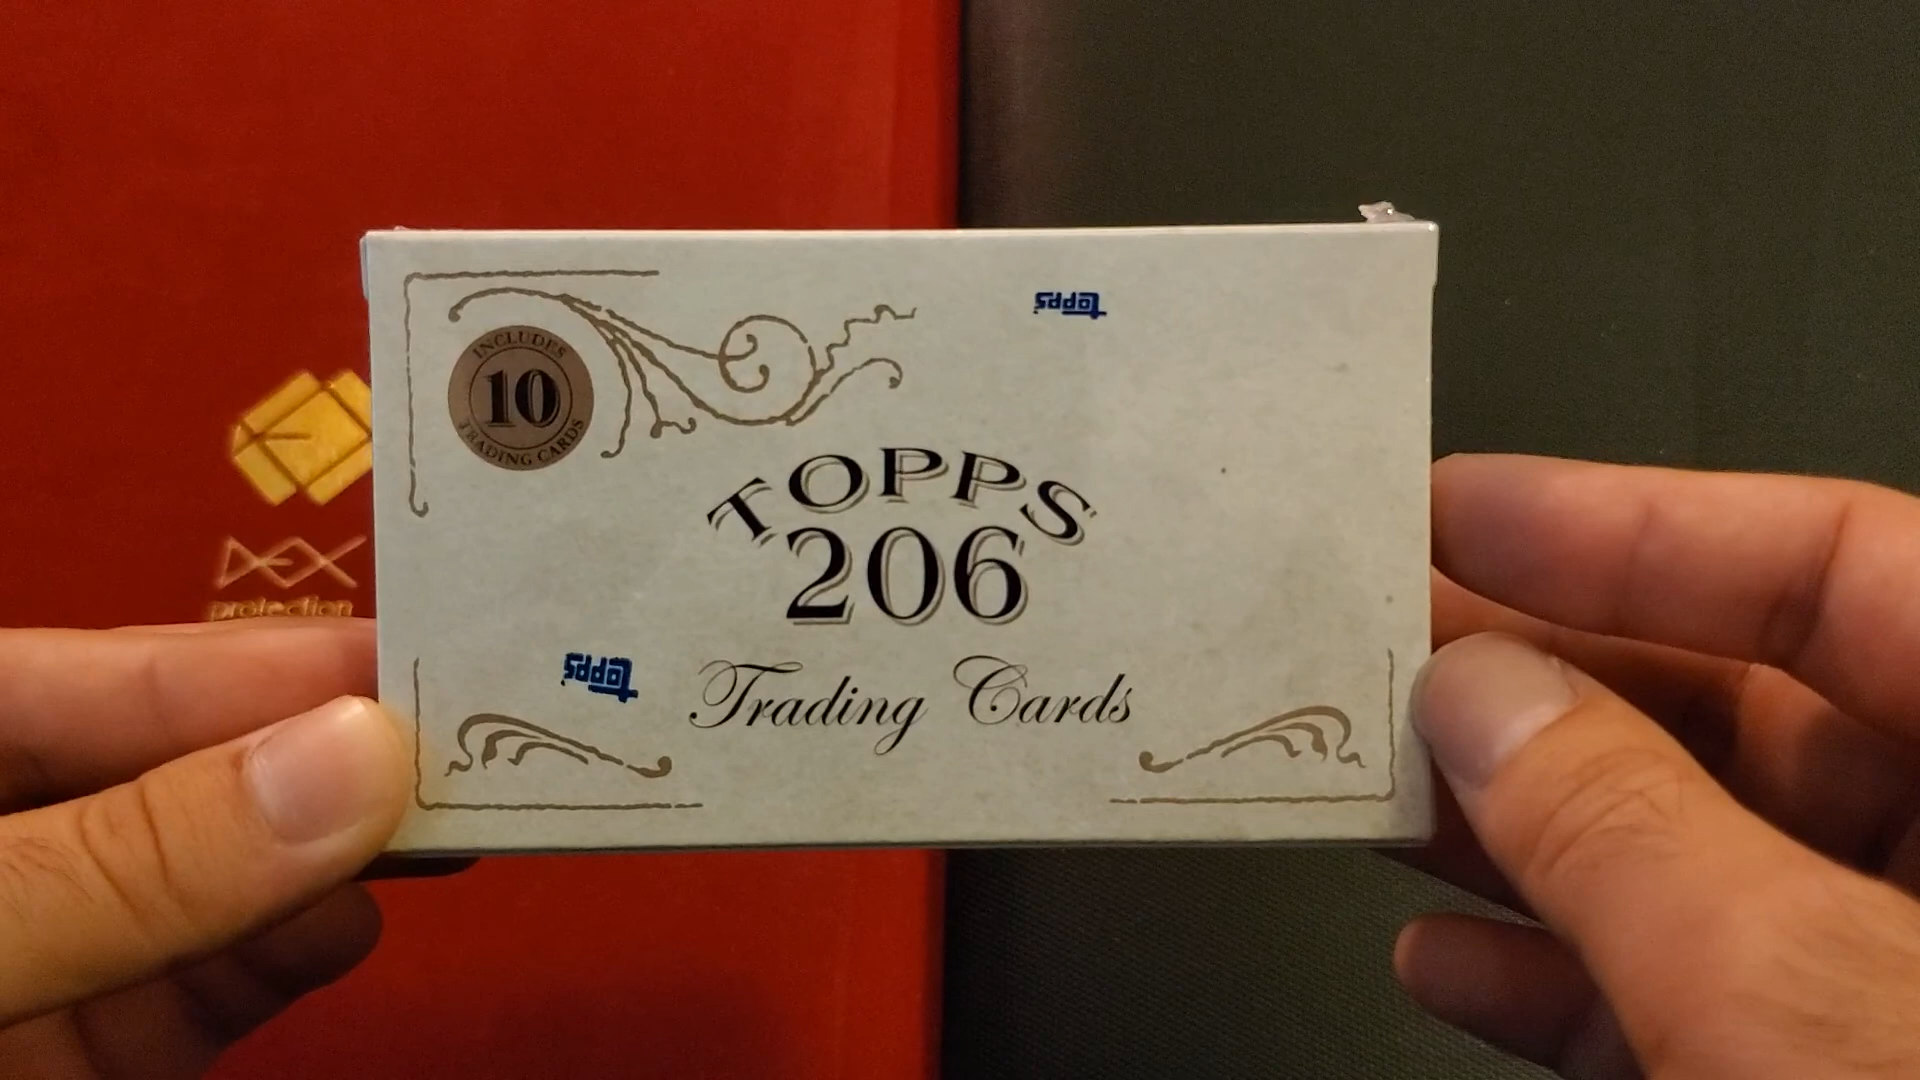 INCLUDES
10
TRADING CARDS
topps
TOPPS
206
topps
Trading Cards
DEX
protection